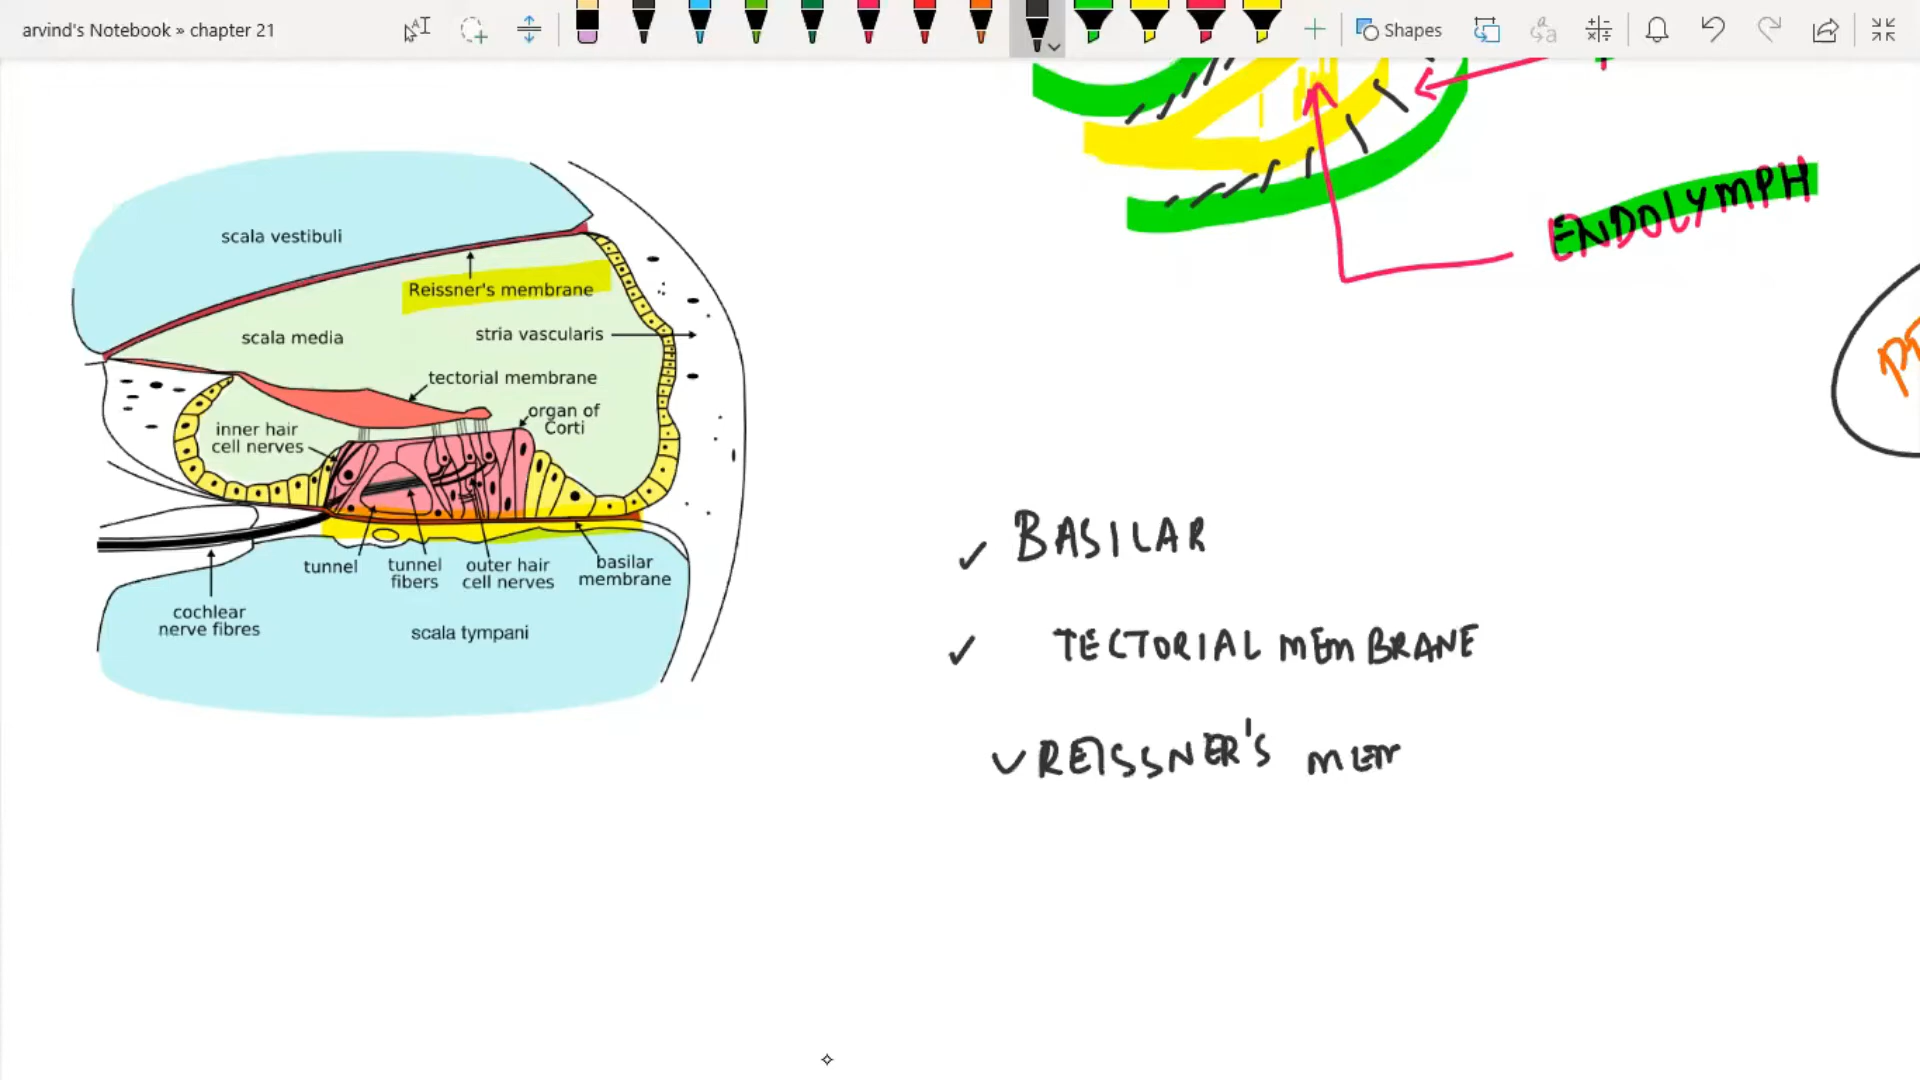 arvind's Notebook » chapter 21
Shapes
ENDOLYMPH
scala vestibuli
Reissner's membrane
scala media
stria vascularis
tectorial membrane
organ of
Corti
inner hair
cell nerves
tunnel
tunnel
fibers
outer hair
cell nerves
basilar
membrane
cochlear
nerve fibres
scala tympani
BASILAR
TECTORIAL MEMBRANE
REISSNER'S MEM